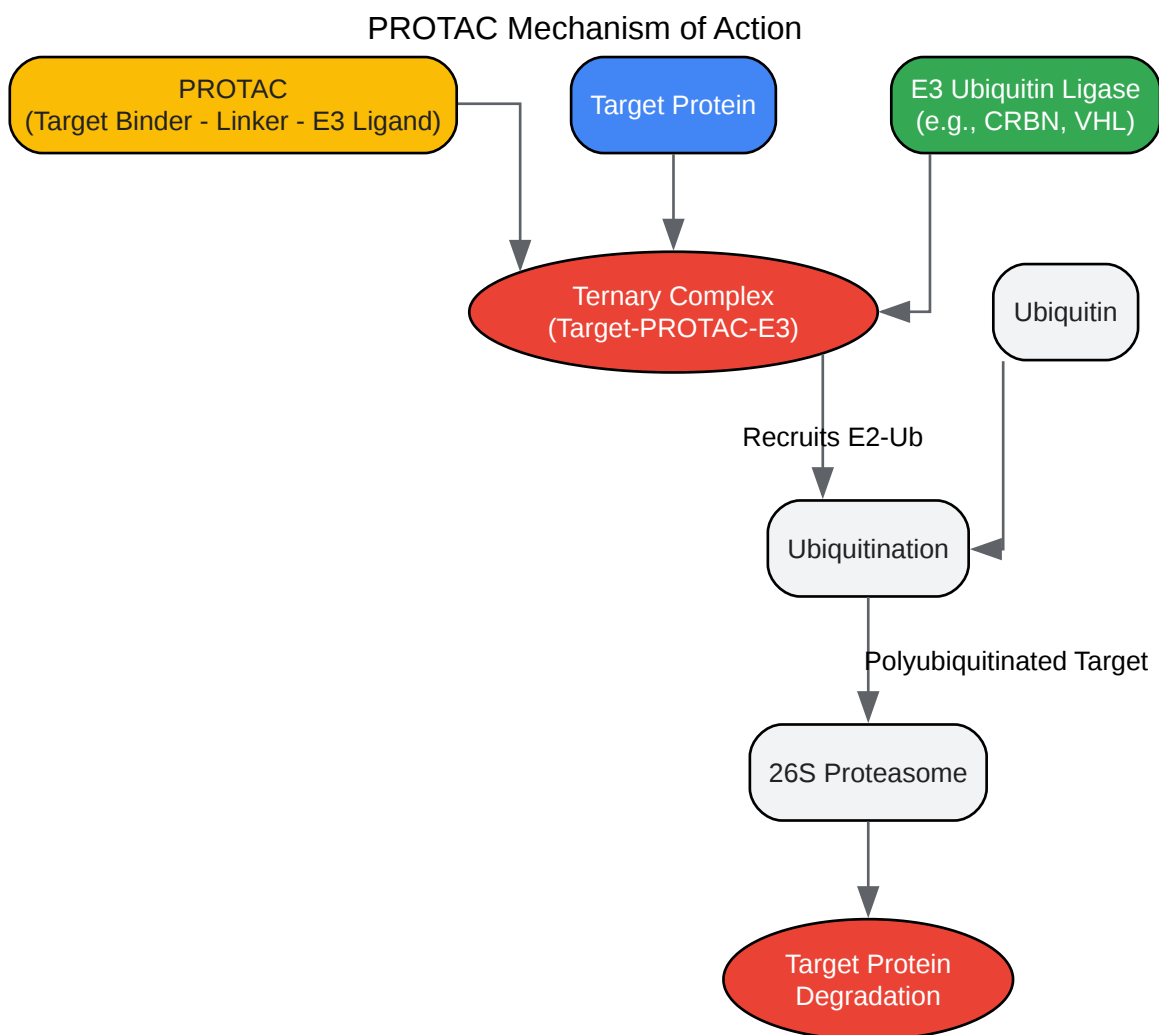 PROTAC Mechanism of Action
PROTAC
(Target Binder - Linker - E3 Ligand)
Target Protein
E3 Ubiquitin Ligase
(e.g., CRBN, VHL)
Ternary Complex
(Target-PROTAC-E3)
Ubiquitin
Recruits E2-Ub
Ubiquitination
Polyubiquitinated Target
26S Proteasome
Target Protein
Degradation